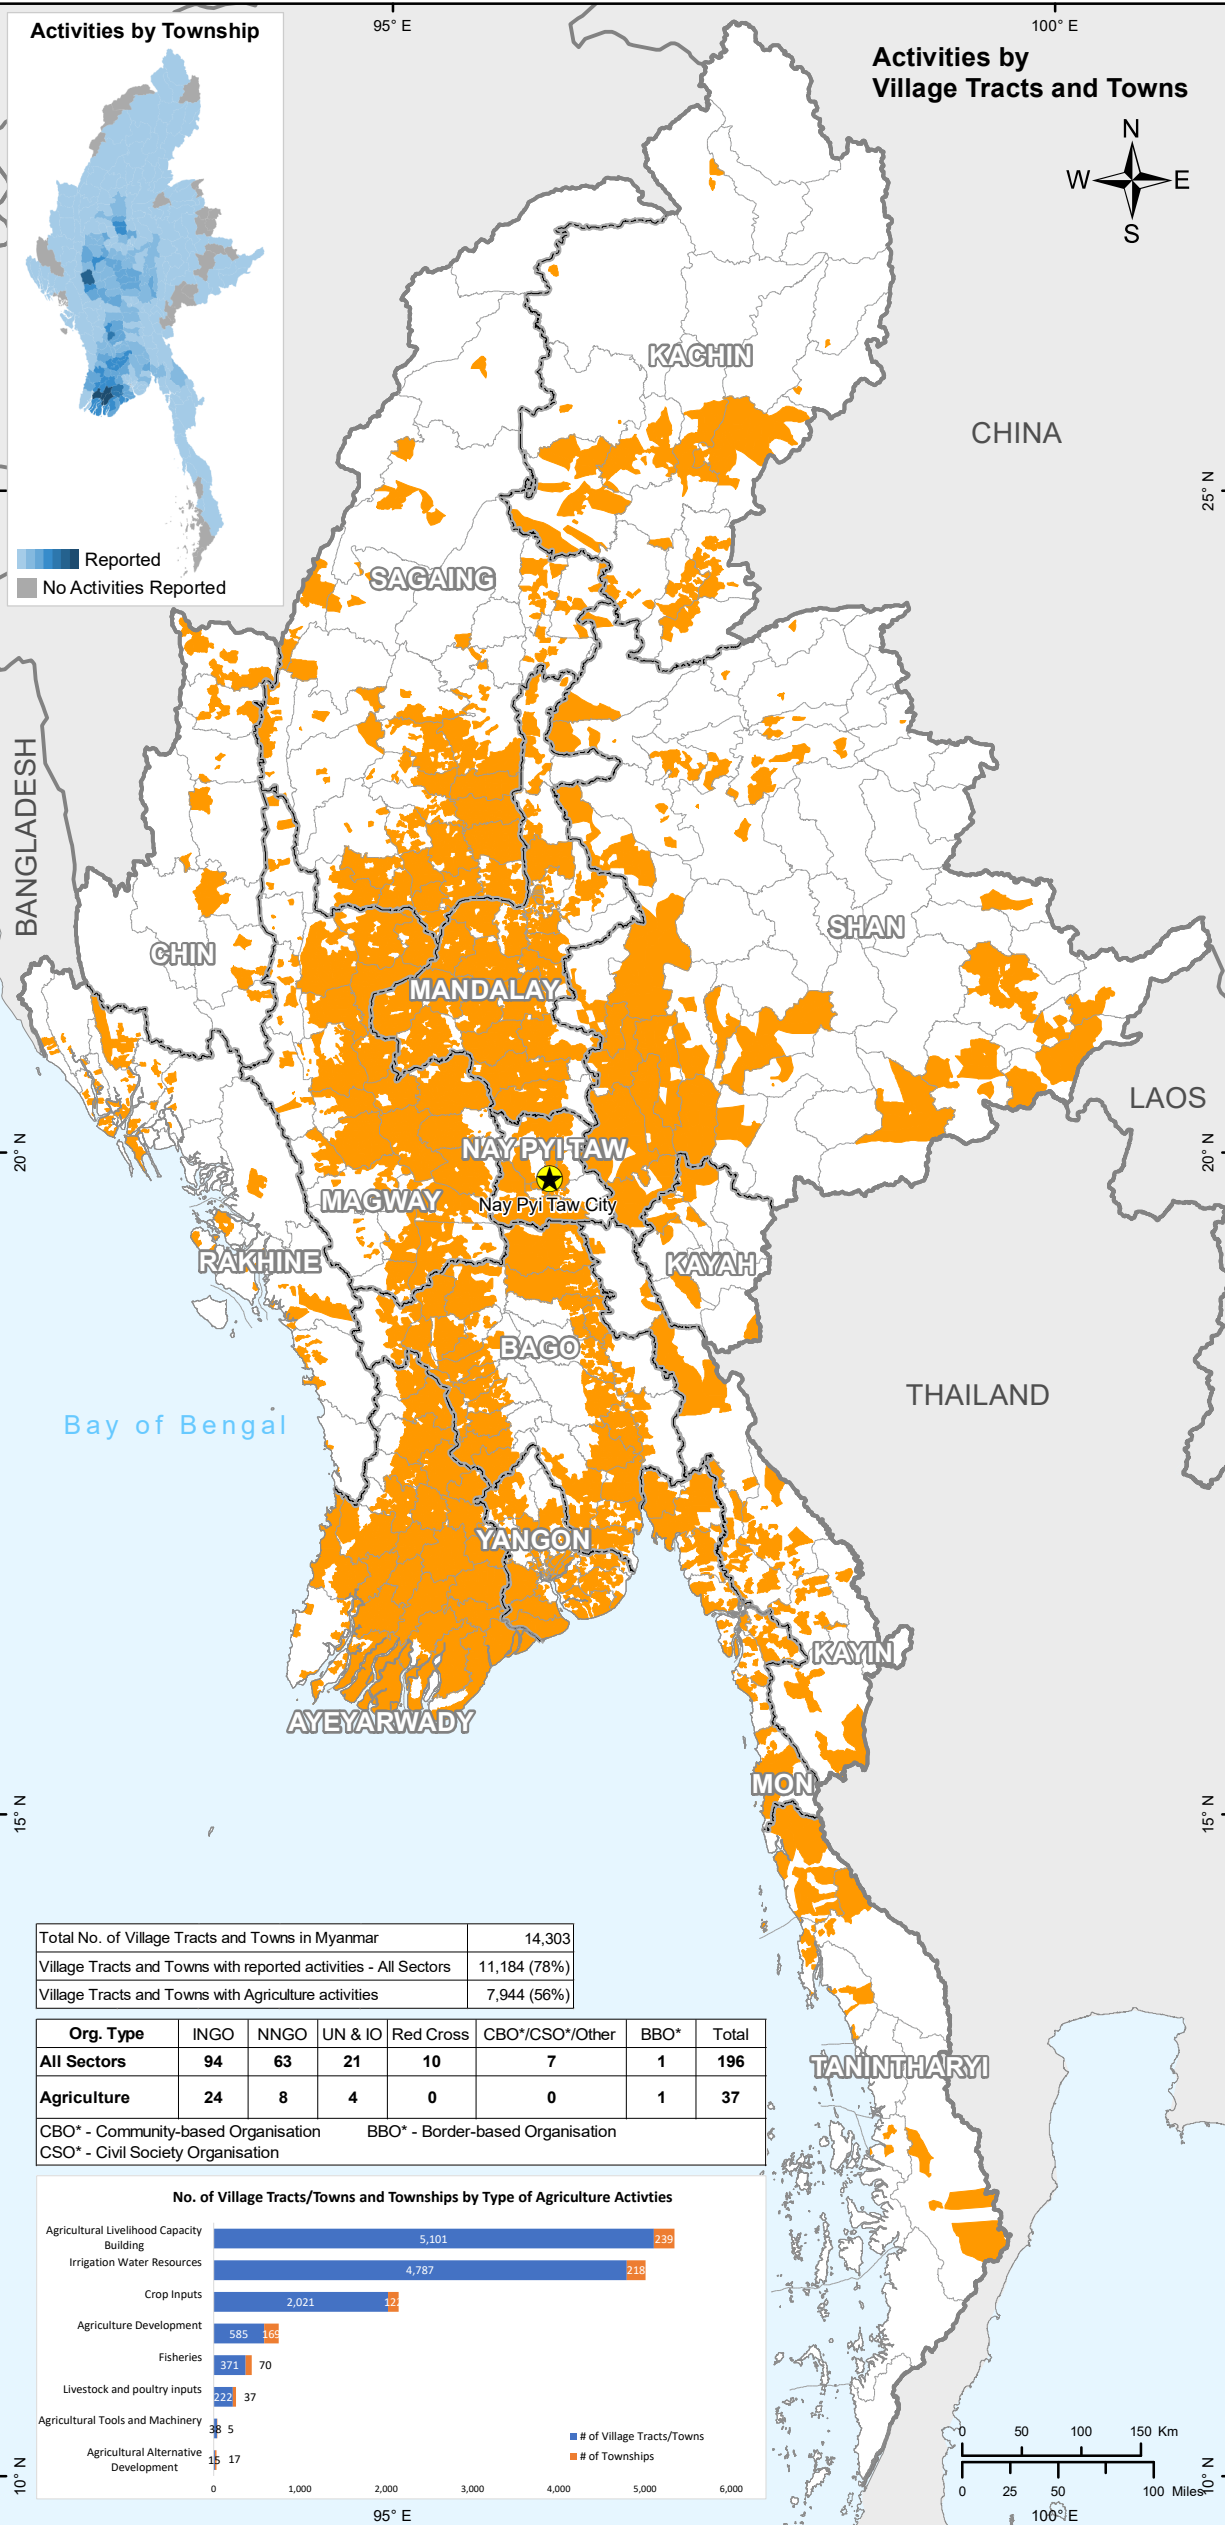 95° E
100° E
Activities by Township
Activities by
Village Tracts and Towns
N
W
E
S
Reported
No Activities Reported
KACHIN
CHINA
25° N
SAGAING
BANGLADESH
CHIN
SHAN
MANDALAY
LAOS
20° N
20° N
NAY PYI TAW
Nay Pyi Taw City
MAGWAY
RAKHINE
KAYAH
BAGO
THAILAND
Bay of Bengal
YANGON
KAYIN
AYEYARWADY
MON
15° N
15° N
Total No. of Village Tracts and Towns in Myanmar 14,303
Village Tracts and Towns with reported activities - All Sectors 11,184 (78%)
Village Tracts and Towns with Agriculture activities 7,944 (56%)
Org. Type INGO NNGO UN & IO Red Cross CBO*/CSO*/Other BBO* Total
All Sectors 94 63 21 10 7 1 196
Agriculture 24 8 4 0 0 1 37
CBO* - Community-based Organisation BBO* - Border-based Organisation
CSO* - Civil Society Organisation
TANINTHARYI
No. of Village Tracts/Towns and Townships by Type of Agriculture Activties
Agricultural Livelihood Capacity
Building
5,101 239
Irrigation Water Resources
4,787 218
Crop Inputs
2,021
Agriculture Development
585 169
Fisheries
371 70
Livestock and poultry inputs
222 37
Agricultural Tools and Machinery
38 5
Agricultural Alternative
Development
15 17
# of Village Tracts/Towns
# of Townships
0 1,000 2,000 3,000 4,000 5,000 6,000
0 50 100 150 Km
0 25 50 100 Miles
10° N
10° N
95° E
100° E